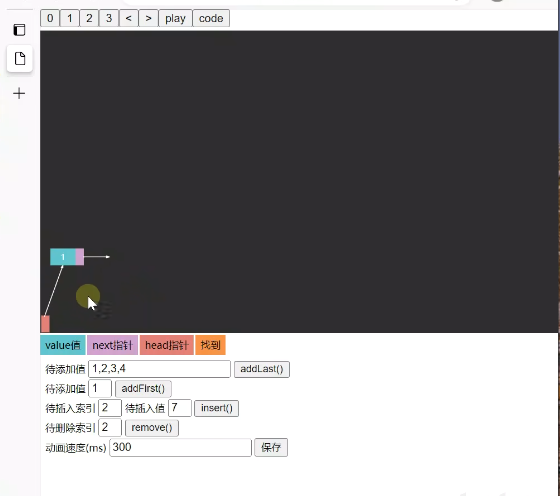 0 1 2 3 < > play code
1
value值 next指针 head指针 找到
待添加值 1,2,3,4 addLast()
待添加值 1 addFirst()
待插入索引 2 待插入值 7 insert()
待删除索引 2 remove()
动画速度(ms) 300 保存